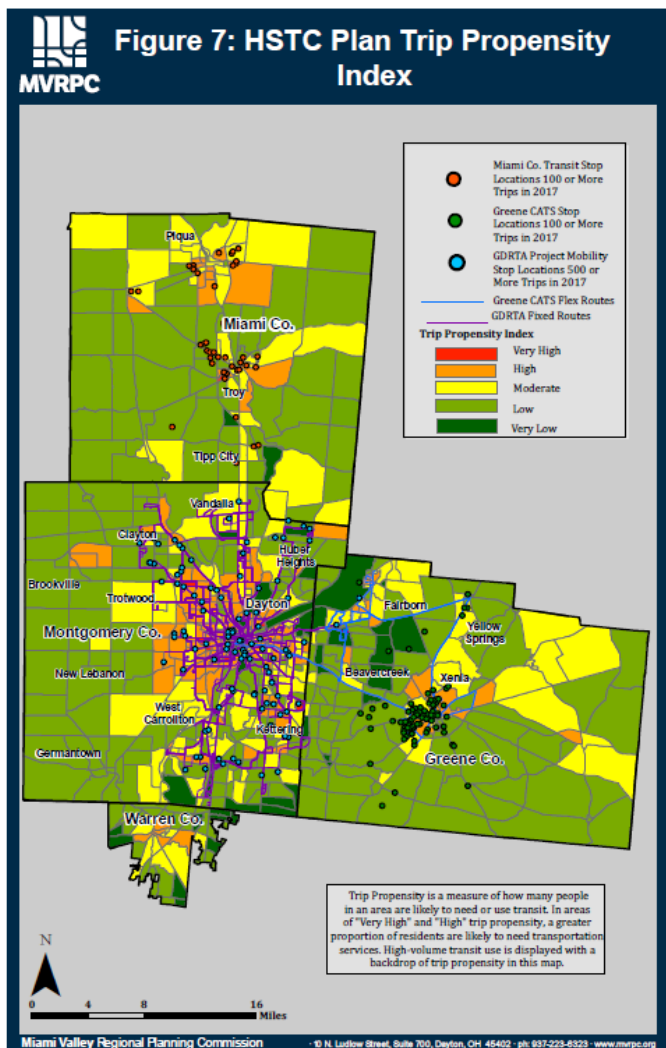 MVRPC
Figure 7: HSTC Plan Trip Propensity
Index
Miami Co. Transit Stop
Locations 100 or More
Trips in 2017
Greene CATS Stop
Locations 100 or More
Trips in 2017
GDRTA Project Mobility
Stop Locations 500 or
More Trips in 2017
Greene CATS Flex Routes
GDRTA Fixed Routes
Trip Propensity Index
Very High
High
Moderate
Low
Very Low
Piqua
Miami Co.
Troy
Tipp City
Vandalia
Clayton
Huber
Heights
Brookville
Trotwood
Dayton
Fairborn
Yellow
Springs
Montgomery Co.
Beavercreek
Xenia
New Lebanon
West
Carrollton
Kettering
Germantown
Greene Co.
Warren Co.
Trip Propensity is a measure of how many people
in an area are likely to need or use transit. In areas
of "Very High" and "High" trip propensity, a greater
proportion of residents are likely to need transportation
services. High-volume transit use is displayed with a
backdrop of trip propensity in this map.
N
0 4 8 16
Miles
Miami Valley Regional Planning Commission · 10 N. Ludlow Street, Suite 700, Dayton, OH 45402 · ph: 937-223-6323 · www.mvrpc.org